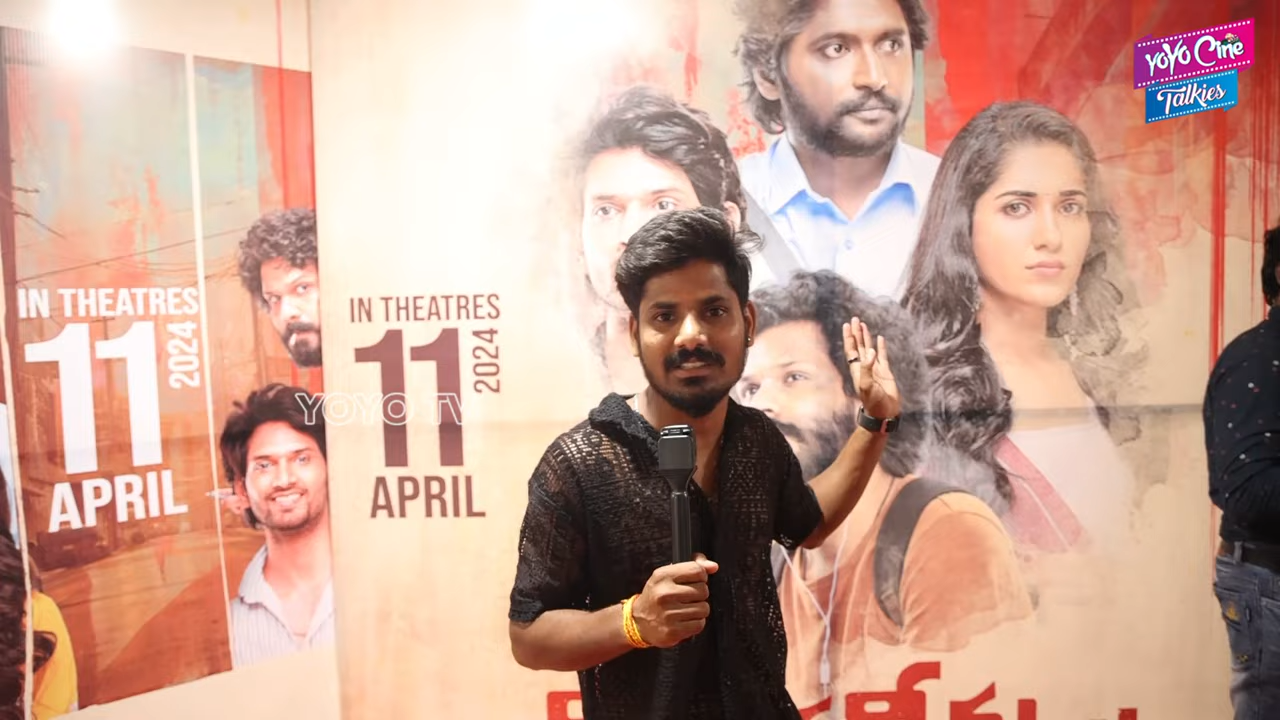 YOYO Cine
Talkies
IN THEATRES
11
2024
APRIL
IN THEATRES
11
2024
APRIL
YOYO TV